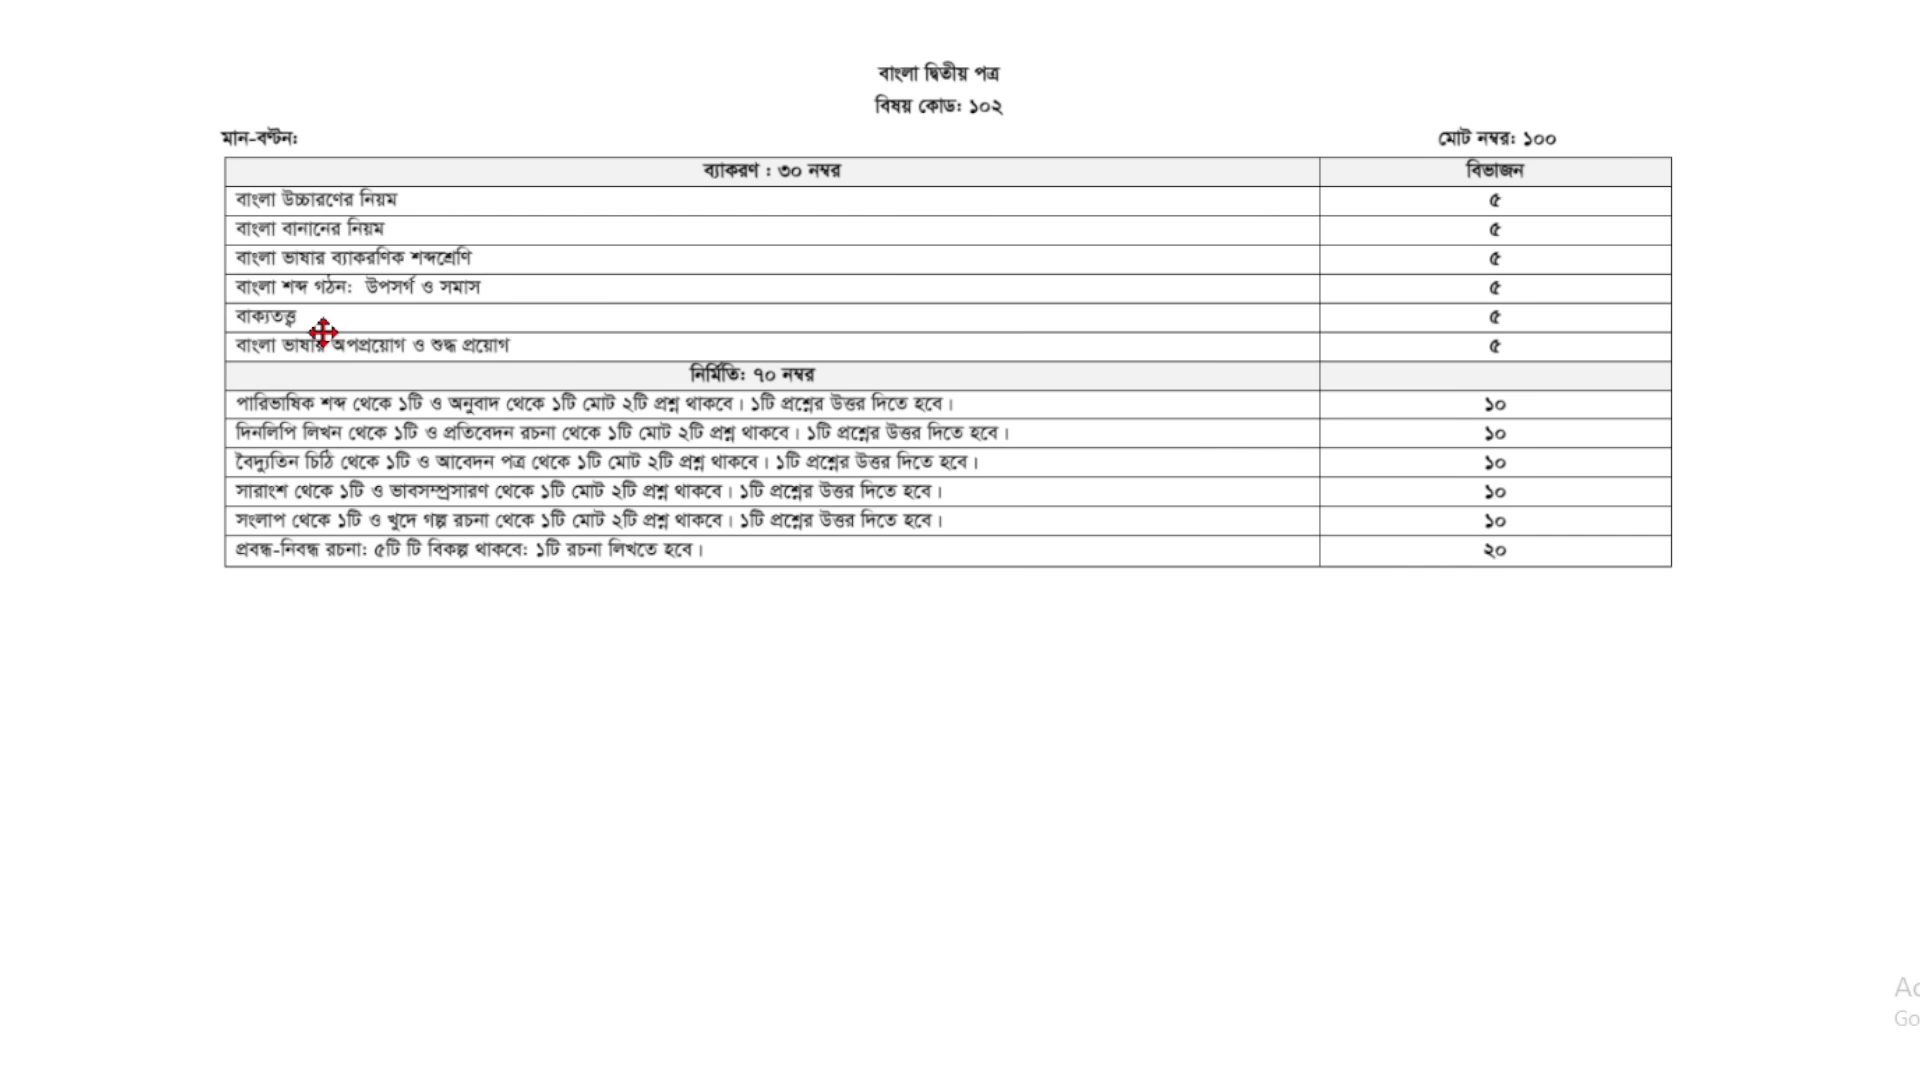 বাংলা দ্বিতীয় পত্র
বিষয় কোড: ১০২
মান-বণ্টন: মোট নম্বর: ১০০
ব্যাকরণ : ৩০ নম্বর বিভাজন
বাংলা উচ্চারণের নিয়ম ৫
বাংলা বানানের নিয়ম ৫
বাংলা ভাষার ব্যাকরণিক শব্দশ্রেণি ৫
বাংলা শব্দ গঠন: উপসর্গ ও সমাস ৫
বাক্যতত্ত্ব ৫
বাংলা ভাষার অপপ্রয়োগ ও শুদ্ধ প্রয়োগ ৫
নির্মিতি: ৭০ নম্বর
পারিভাষিক শব্দ থেকে ১টি ও অনুবাদ থেকে ১টি মোট ২টি প্রশ্ন থাকবে। ১টি প্রশ্নের উত্তর দিতে হবে। ১০
দিনলিপি লিখন থেকে ১টি ও প্রতিবেদন রচনা থেকে ১টি মোট ২টি প্রশ্ন থাকবে। ১টি প্রশ্নের উত্তর দিতে হবে। ১০
বৈদ্যুতিন চিঠি থেকে ১টি ও আবেদন পত্র থেকে ১টি মোট ২টি প্রশ্ন থাকবে। ১টি প্রশ্নের উত্তর দিতে হবে। ১০
সারাংশ থেকে ১টি ও ভাবসম্প্রসারণ থেকে ১টি মোট ২টি প্রশ্ন থাকবে। ১টি প্রশ্নের উত্তর দিতে হবে। ১০
সংলাপ থেকে ১টি ও খুদে গল্প রচনা থেকে ১টি মোট ২টি প্রশ্ন থাকবে। ১টি প্রশ্নের উত্তর দিতে হবে। ১০
প্রবন্ধ-নিবন্ধ রচনা: ৫টি টি বিকল্প থাকবে: ১টি রচনা লিখতে হবে। ২০